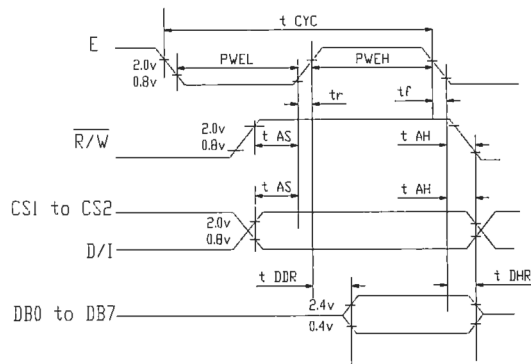 t CYC
E
2.0v
0.8v
PWEL
PWEH
tr
tf
R/W
2.0v
0.8v
t AS
t AH
t AS
t AH
CS1 to CS2
2.0v
0.8v
D/I
t DDR
t DHR
DB0 to DB7
2.4v
0.4v